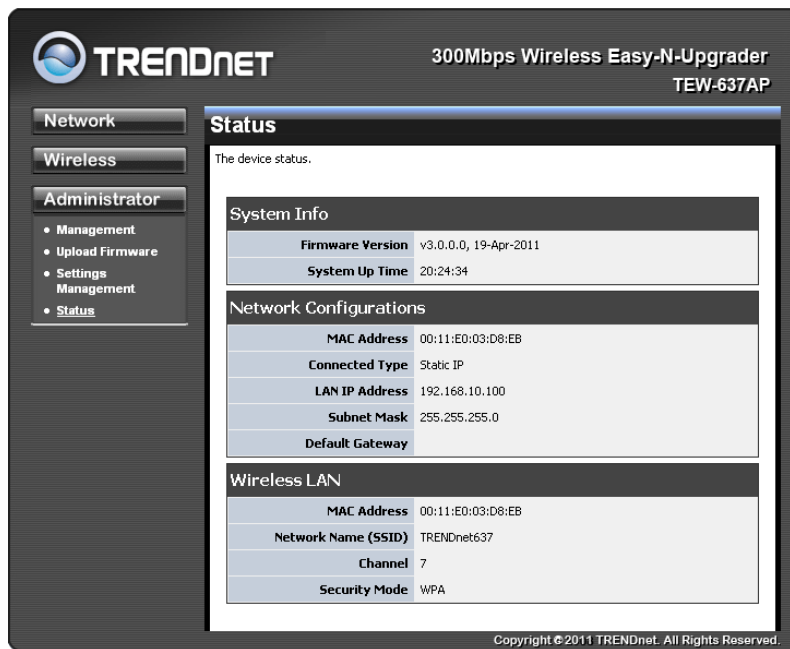 TRENDNET
300Mbps Wireless Easy-N-Upgrader
TEW-637AP
Network
Wireless
Administrator
Management
Upload Firmware
Settings
Management
Status
Status
The device status.
System Info
Firmware Version v3.0.0.0, 19-Apr-2011
System Up Time 20:24:34
Network Configurations
MAC Address 00:11:E0:03:D8:EB
Connected Type Static IP
LAN IP Address 192.168.10.100
Subnet Mask 255.255.255.0
Default Gateway
Wireless LAN
MAC Address 00:11:E0:03:D8:EB
Network Name (SSID) TRENDnet637
Channel 7
Security Mode WPA
Copyright © 2011 TRENDnet. All Rights Reserved.